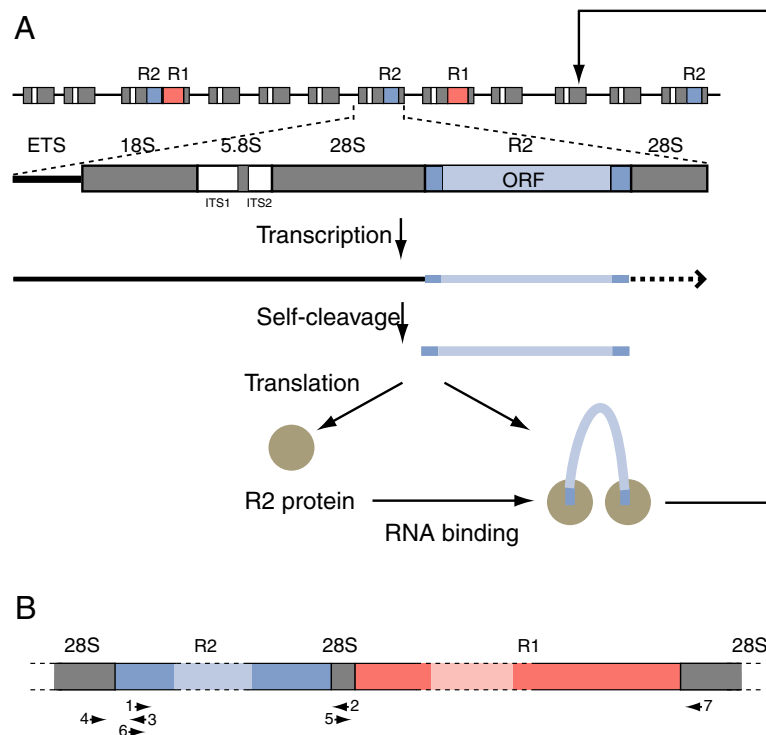 A
R2 R1 R2 R1 R2
ETS 18S 5.8S 28S R2 28S
ORF
ITS1 ITS2
Transcription
Self-cleavage
Translation
R2 protein
RNA binding
B
28S R2 28S R1 28S
1 2 7
4 3 5
6